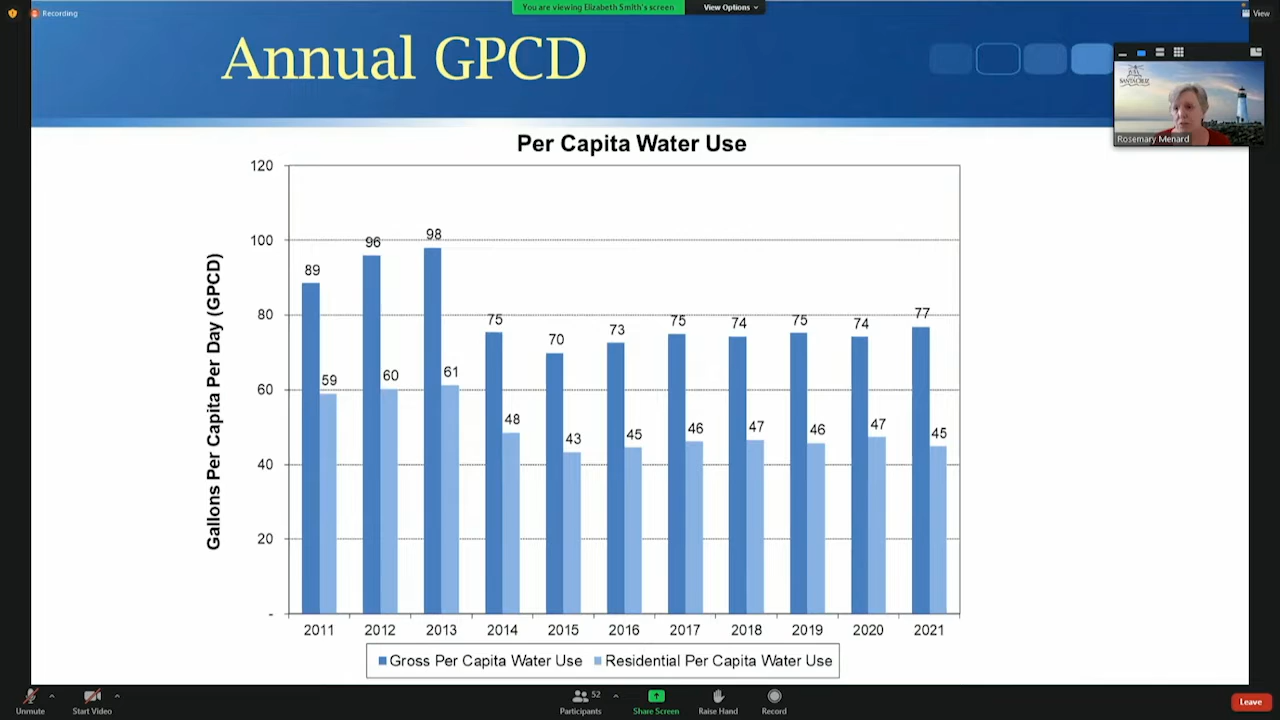 Recording
You are viewing Elizabeth Smith's screen
View Options
View
Annual GPCD
SANTA CRUZ
Rosemary Menard
Per Capita Water Use
Gallons Per Capita Per Day (GPCD)
120
100
80
60
40
20
-
89
59
96
60
98
61
75
48
70
43
73
45
75
46
74
47
75
46
74
47
77
45
2011 2012 2013 2014 2015 2016 2017 2018 2019 2020 2021
Gross Per Capita Water Use Residential Per Capita Water Use
Unmute
Start Video
52
Participants
Share Screen
Raise Hand
Record
Leave